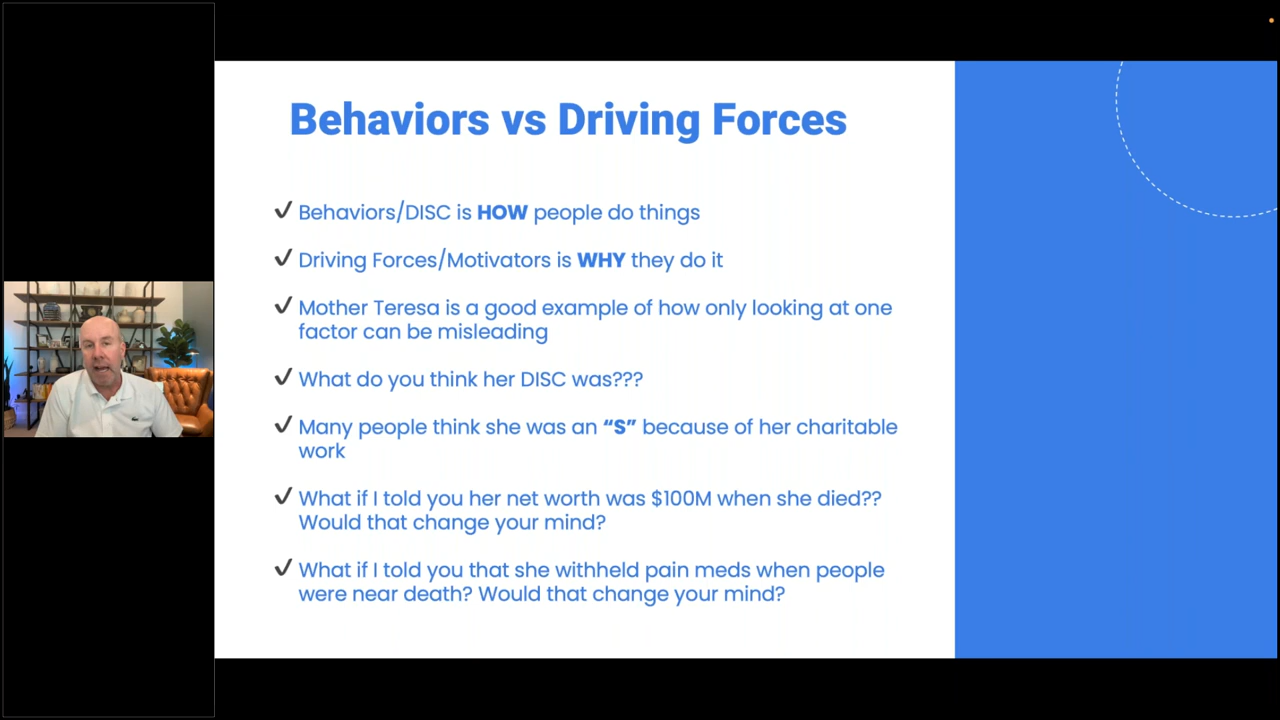 Behaviors vs Driving Forces
Behaviors/DISC is HOW people do things
Driving Forces/Motivators is WHY they do it
Mother Teresa is a good example of how only looking at one
factor can be misleading
What do you think her DISC was???
Many people think she was an “S” because of her charitable
work
What if I told you her net worth was $100M when she died??
Would that change your mind?
What if I told you that she withheld pain meds when people
were near death? Would that change your mind?